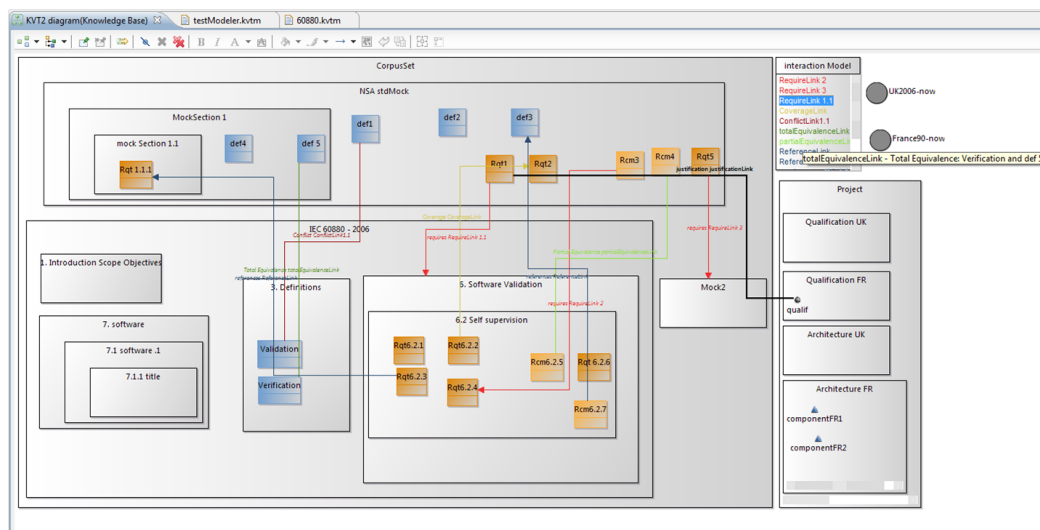 KVT2 diagram(Knowledge Base) testModeler.kvtm 60880.kvtm
B I A
CorpusSet
interaction Model
NSA stdMock
RequireLink 2
RequireLink 3
RequireLink 1.1
CoverageLink
ConflictLink1.1
totalEquivalenceLink
partialEquivalenceLi
ReferenceLink
UK2006-now
France90-now
totalEquivalenceLink - Total Equivalence: Verification and def 5
MockSection 1
mock Section 1.1
Rqt 1.1.1
def4
def 5
def1
def2
def3
Rqt1
Rqt2
Rcm3
Rcm4
Rqt5
justification justificationLink
Project
Qualification UK
Qualification FR
qualif
Architecture UK
Architecture FR
componentFR1
componentFR2
Coverage CoverageLink
requires RequireLink 1.1
requires RequireLink 3
IEC 60880 - 2006
Conflict ConflictLink1.1
Total Equivalence totalEquivalenceLink
references ReferenceLink
requires RequireLink 2
Mock2
1. Introduction Scope Objectives
3. Definitions
Validation
Verification
7. software
7.1 software .1
7.1.1 title
Software Validation
6.2 Self supervision
Rqt6.2.1
Rqt6.2.2
Rqt6.2.3
Rqt6.2.4
Rcm6.2.5
Rqt 6.2.6
Rcm6.2.7